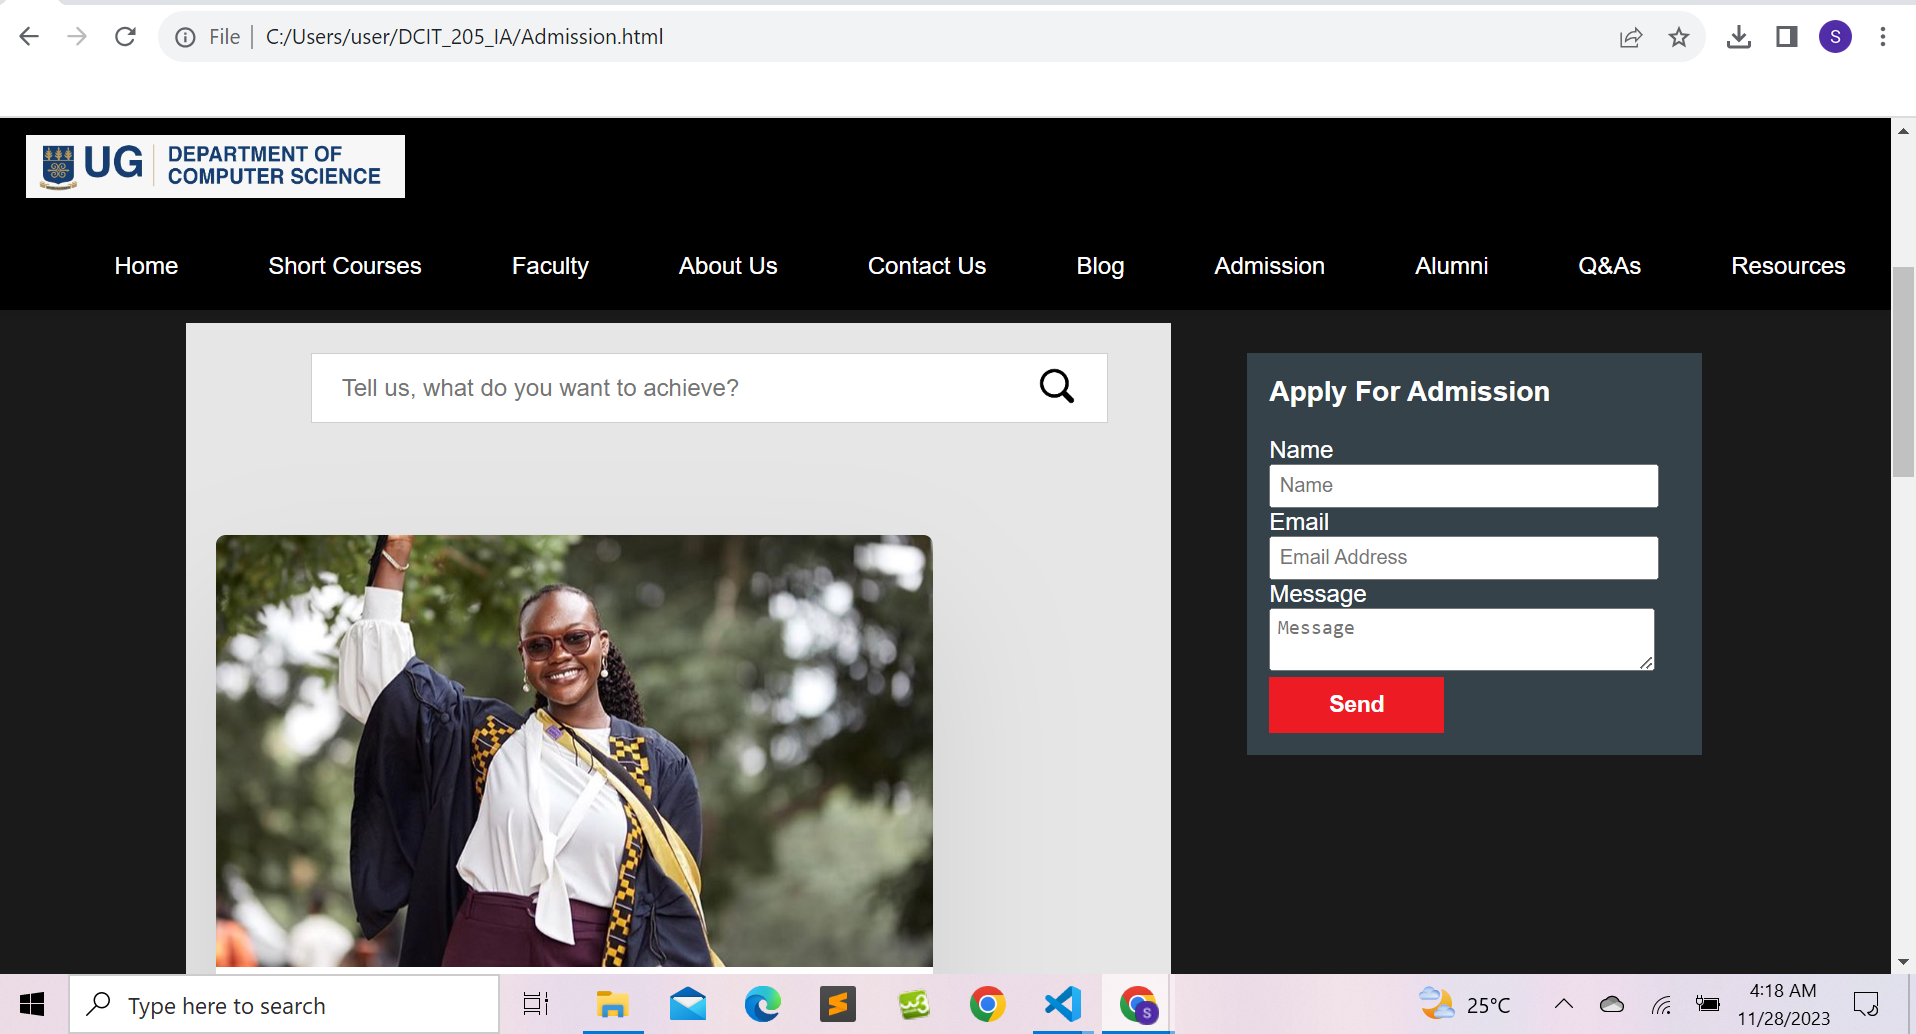 File C:/Users/user/DCIT_205_IA/Admission.html
S
UG DEPARTMENT OF
COMPUTER SCIENCE
Home Short Courses Faculty About Us Contact Us Blog Admission Alumni Q&As Resources
Tell us, what do you want to achieve?
Apply For Admission
Name
Name
Email
Email Address
Message
Message
Send
Type here to search
w3
S
25°C
4:18 AM
11/28/2023